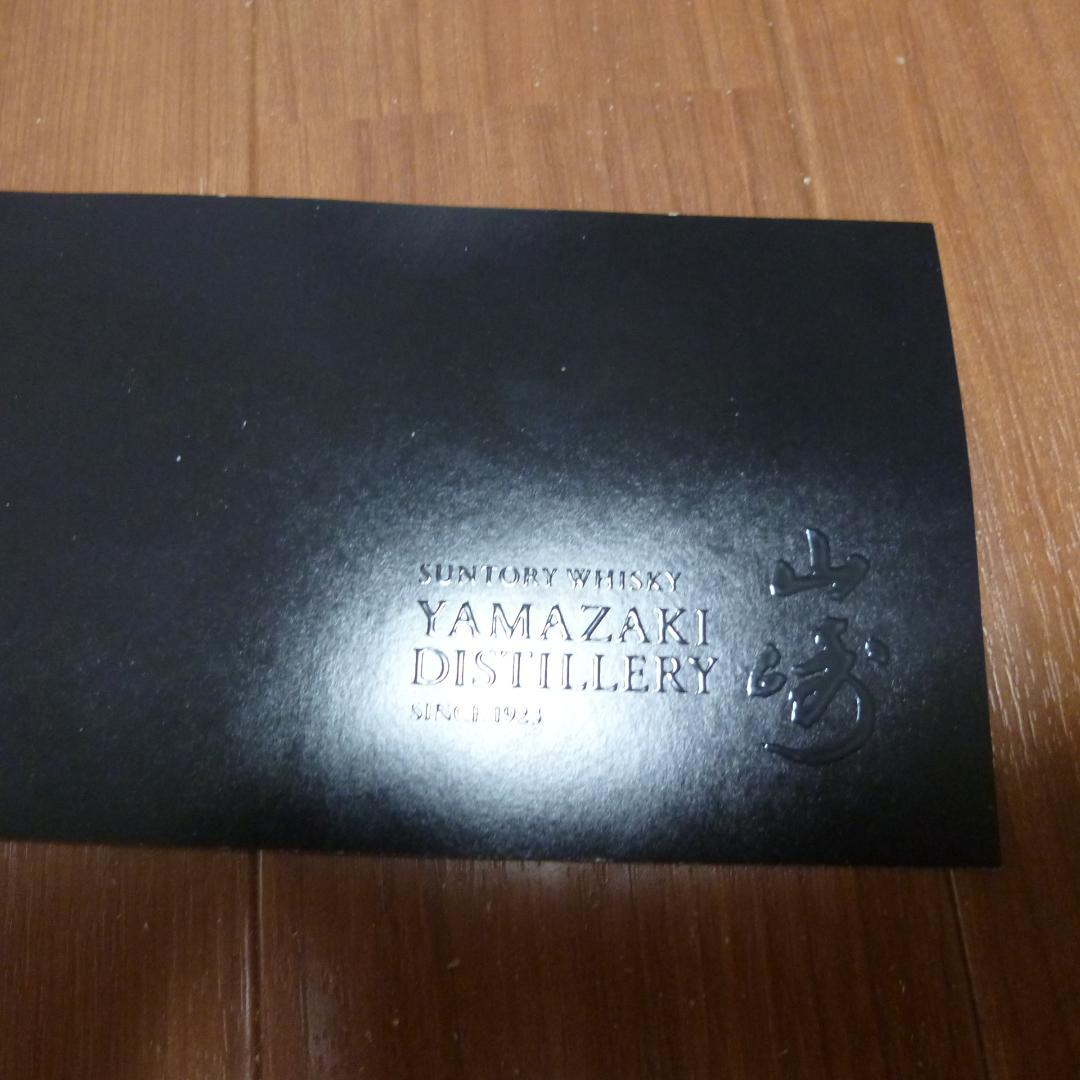 SUNTORY WHISKY
YAMAZAKI
DISTILLERY
SINCE 1923
山崎